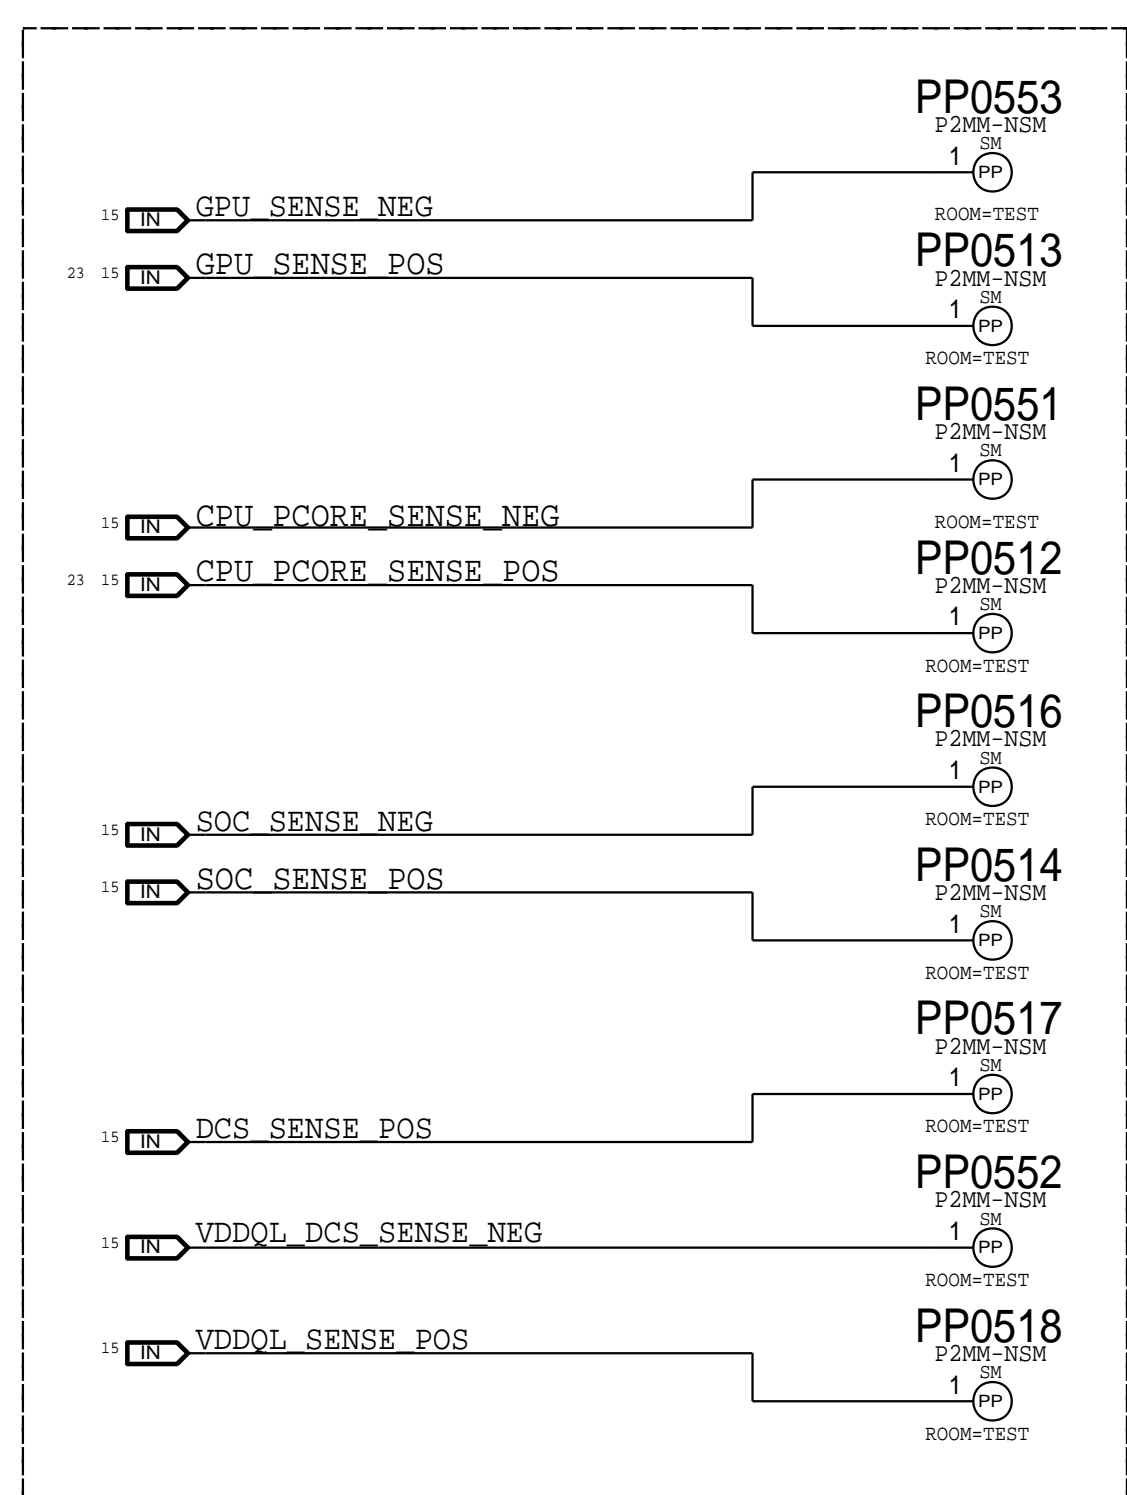 PP0553
P2MM-NSM
SM
1
PP
15 IN GPU_SENSE_NEG
ROOM=TEST
PP0513
23 15 IN GPU_SENSE_POS
P2MM-NSM
SM
1
PP
ROOM=TEST
PP0551
P2MM-NSM
SM
1
PP
15 IN CPU_PCORE_SENSE_NEG
ROOM=TEST
PP0512
23 15 IN CPU_PCORE_SENSE_POS
P2MM-NSM
SM
1
PP
ROOM=TEST
PP0516
P2MM-NSM
SM
1
PP
15 IN SOC_SENSE_NEG
ROOM=TEST
PP0514
15 IN SOC_SENSE_POS
P2MM-NSM
SM
1
PP
ROOM=TEST
PP0517
P2MM-NSM
SM
1
PP
15 IN DCS_SENSE_POS
ROOM=TEST
PP0552
P2MM-NSM
SM
15 IN VDDQL_DCS_SENSE_NEG
1
PP
ROOM=TEST
PP0518
15 IN VDDQL_SENSE_POS
P2MM-NSM
SM
1
PP
ROOM=TEST